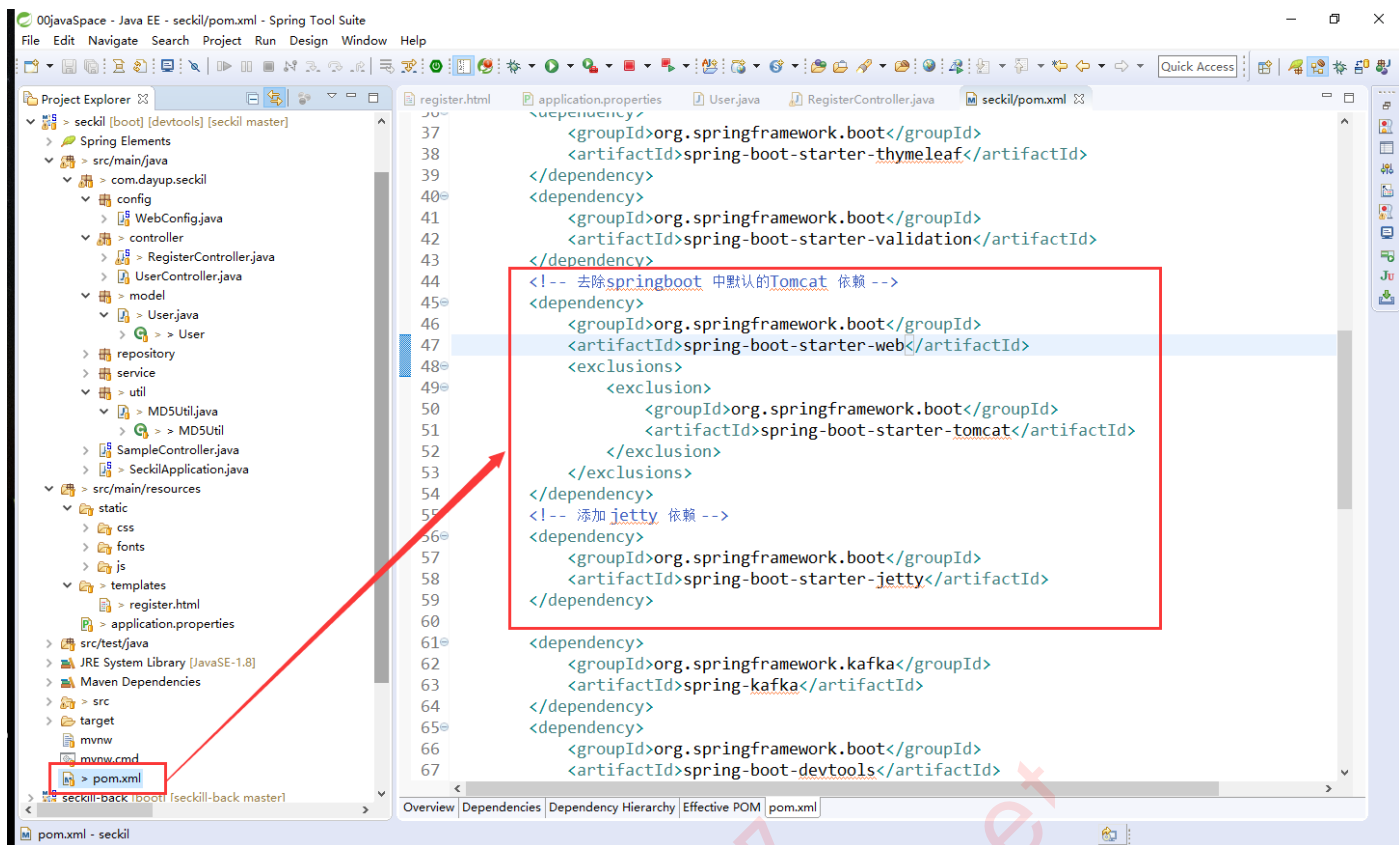 00javaSpace - Java EE - seckil/pom.xml - Spring Tool Suite
File Edit Navigate Search Project Run Design Window Help
Quick Access
Project Explorer
register.html application.properties User.java RegisterController.java seckil/pom.xml
> seckil [boot] [devtools] [seckil master]
Spring Elements
> src/main/java
> com.dayup.seckil
config
WebConfig.java
> controller
> RegisterController.java
UserController.java
> model
> User.java
> > User
repository
service
> util
> MD5Util.java
> > MD5Util
SampleController.java
> SeckilApplication.java
> src/main/resources
static
css
fonts
js
> templates
> register.html
> application.properties
src/test/java
JRE System Library [JavaSE-1.8]
Maven Dependencies
> src
target
mvnw
mvnw.cmd
> pom.xml
seckill-back [boot] [seckill-back master]
36 <dependency>
37 <groupId>org.springframework.boot</groupId>
38 <artifactId>spring-boot-starter-thymeleaf</artifactId>
39 </dependency>
40 <dependency>
41 <groupId>org.springframework.boot</groupId>
42 <artifactId>spring-boot-starter-validation</artifactId>
43 </dependency>
44 <!-- 去除springboot 中默认的Tomcat 依赖 -->
45 <dependency>
46 <groupId>org.springframework.boot</groupId>
47 <artifactId>spring-boot-starter-web</artifactId>
48 <exclusions>
49 <exclusion>
50 <groupId>org.springframework.boot</groupId>
51 <artifactId>spring-boot-starter-tomcat</artifactId>
52 </exclusion>
53 </exclusions>
54 </dependency>
55 <!-- 添加 jetty 依赖 -->
56 <dependency>
57 <groupId>org.springframework.boot</groupId>
58 <artifactId>spring-boot-starter-jetty</artifactId>
59 </dependency>
60
61 <dependency>
62 <groupId>org.springframework.kafka</groupId>
63 <artifactId>spring-kafka</artifactId>
64 </dependency>
65 <dependency>
66 <groupId>org.springframework.boot</groupId>
67 <artifactId>spring-boot-devtools</artifactId>
Overview Dependencies Dependency Hierarchy Effective POM pom.xml
pom.xml - seckil